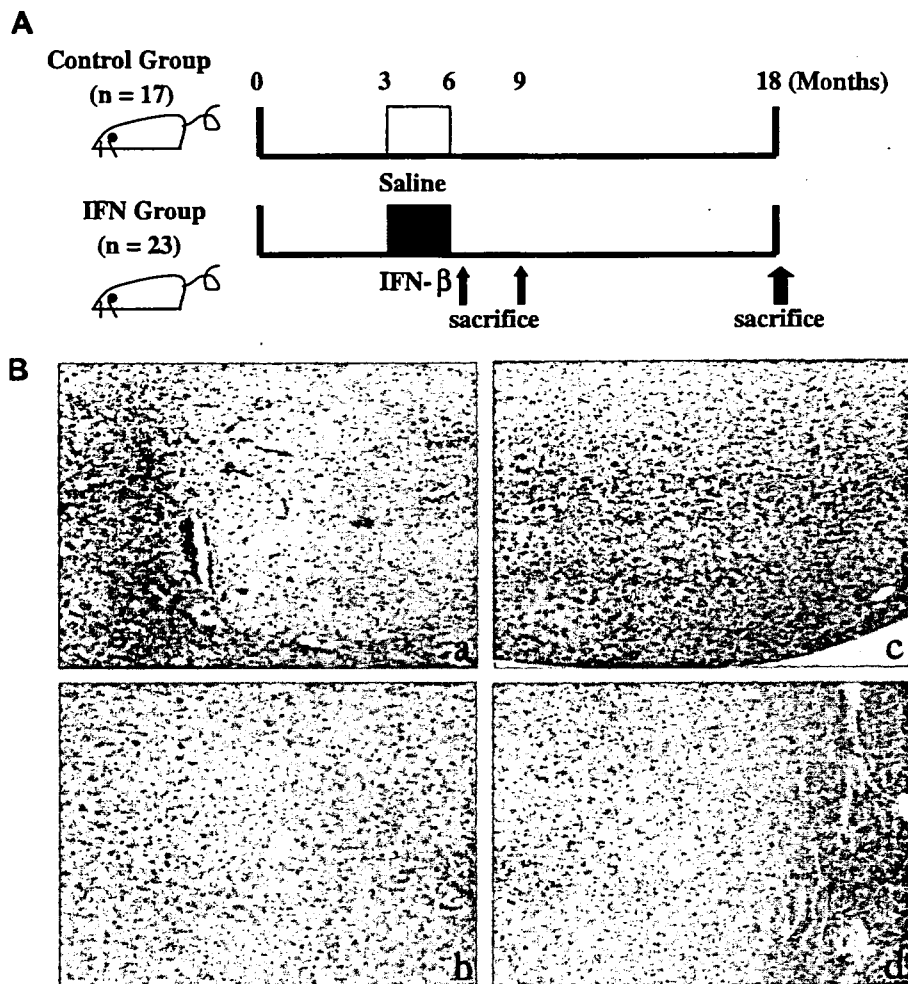 A
Control Group
(n = 17)
0 3 6 9 18 (Months)
Saline
IFN Group
(n = 23)
IFN-β
sacrifice sacrifice
B
a
c
b
d